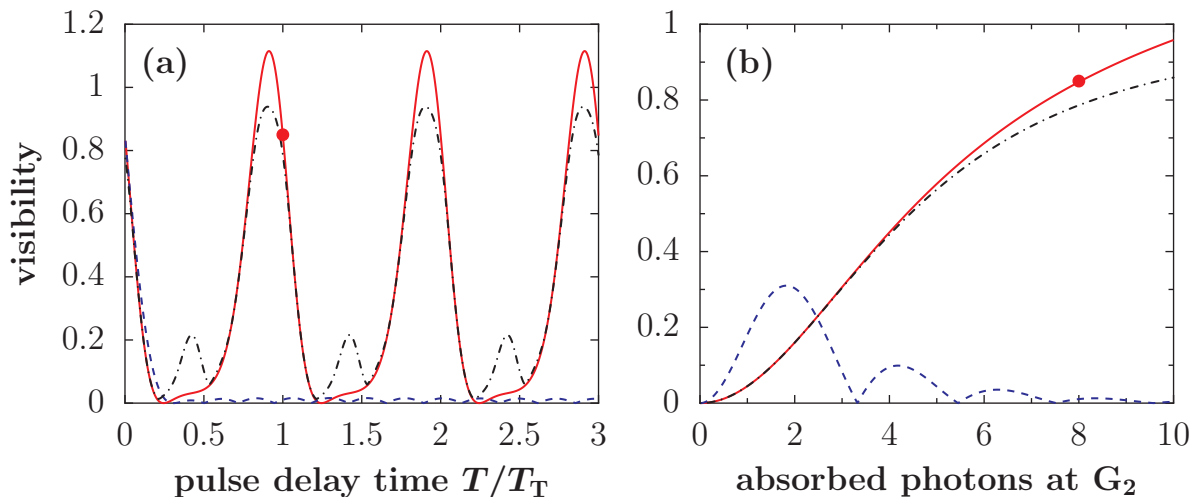 (a)
visibility
1.2
1
0.8
0.6
0.4
0.2
0
0 0.5 1 1.5 2 2.5 3
pulse delay time T/T_T
(b)
1
0.8
0.6
0.4
0.2
0
0 2 4 6 8 10
absorbed photons at G₂